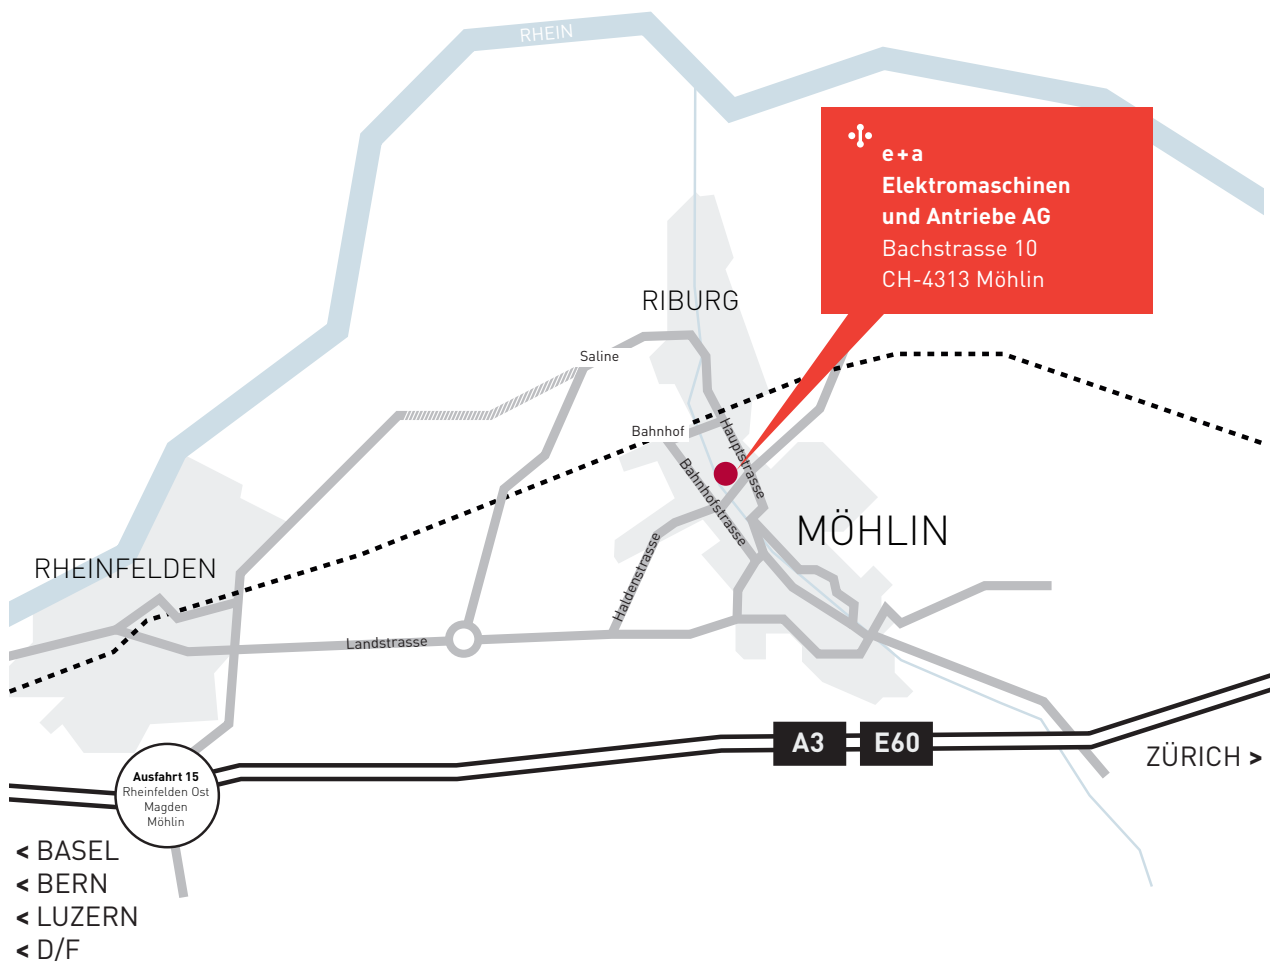 RHEIN
e+a
Elektromaschinen
und Antriebe AG
Bachstrasse 10
CH-4313 Möhlin
RIBURG
Saline
Bahnhof
Hauptstrasse
Bahnhofstrasse
MÖHLIN
RHEINFELDEN
Haldenstrasse
Landstrasse
A3
E60
ZÜRICH >
Ausfahrt 15
Rheinfelden Ost
Magden
Möhlin
< BASEL
< BERN
< LUZERN
< D/F